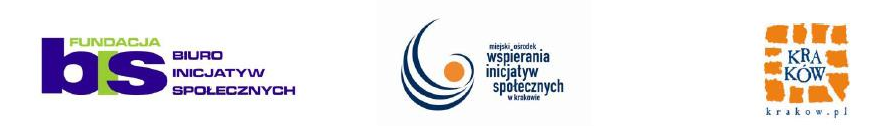 FUNDACJA
bis
BIURO
INICJATYW
SPOŁECZNYCH
miejski ośrodek
wspierania
inicjatyw
społecznych
w krakowie
KRA
KÓW
krakow.pl